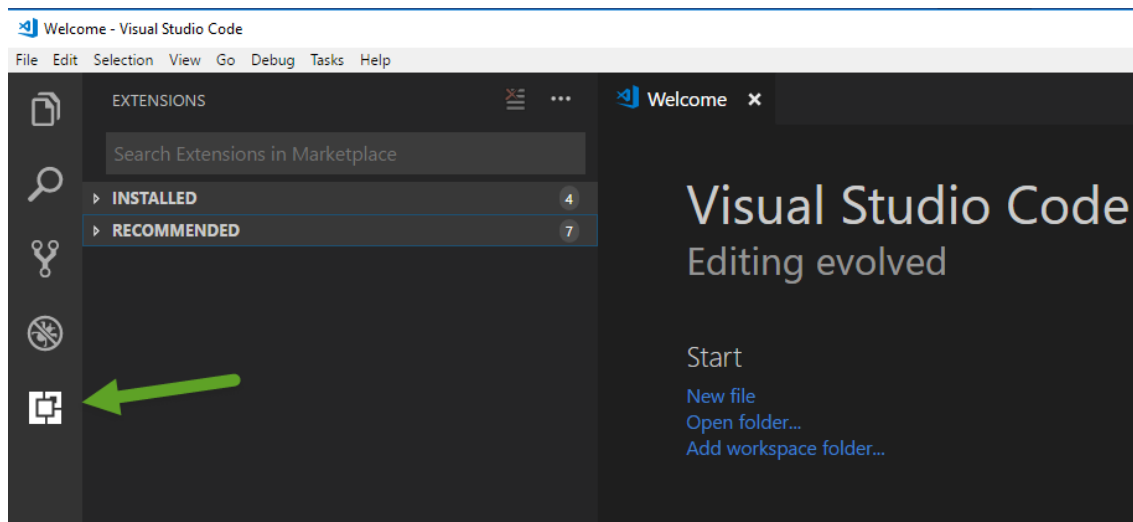 Welcome - Visual Studio Code
File Edit Selection View Go Debug Tasks Help
EXTENSIONS
Welcome
Search Extensions in Marketplace
INSTALLED 4
RECOMMENDED 7
Visual Studio Code
Editing evolved
Start
New file
Open folder...
Add workspace folder...